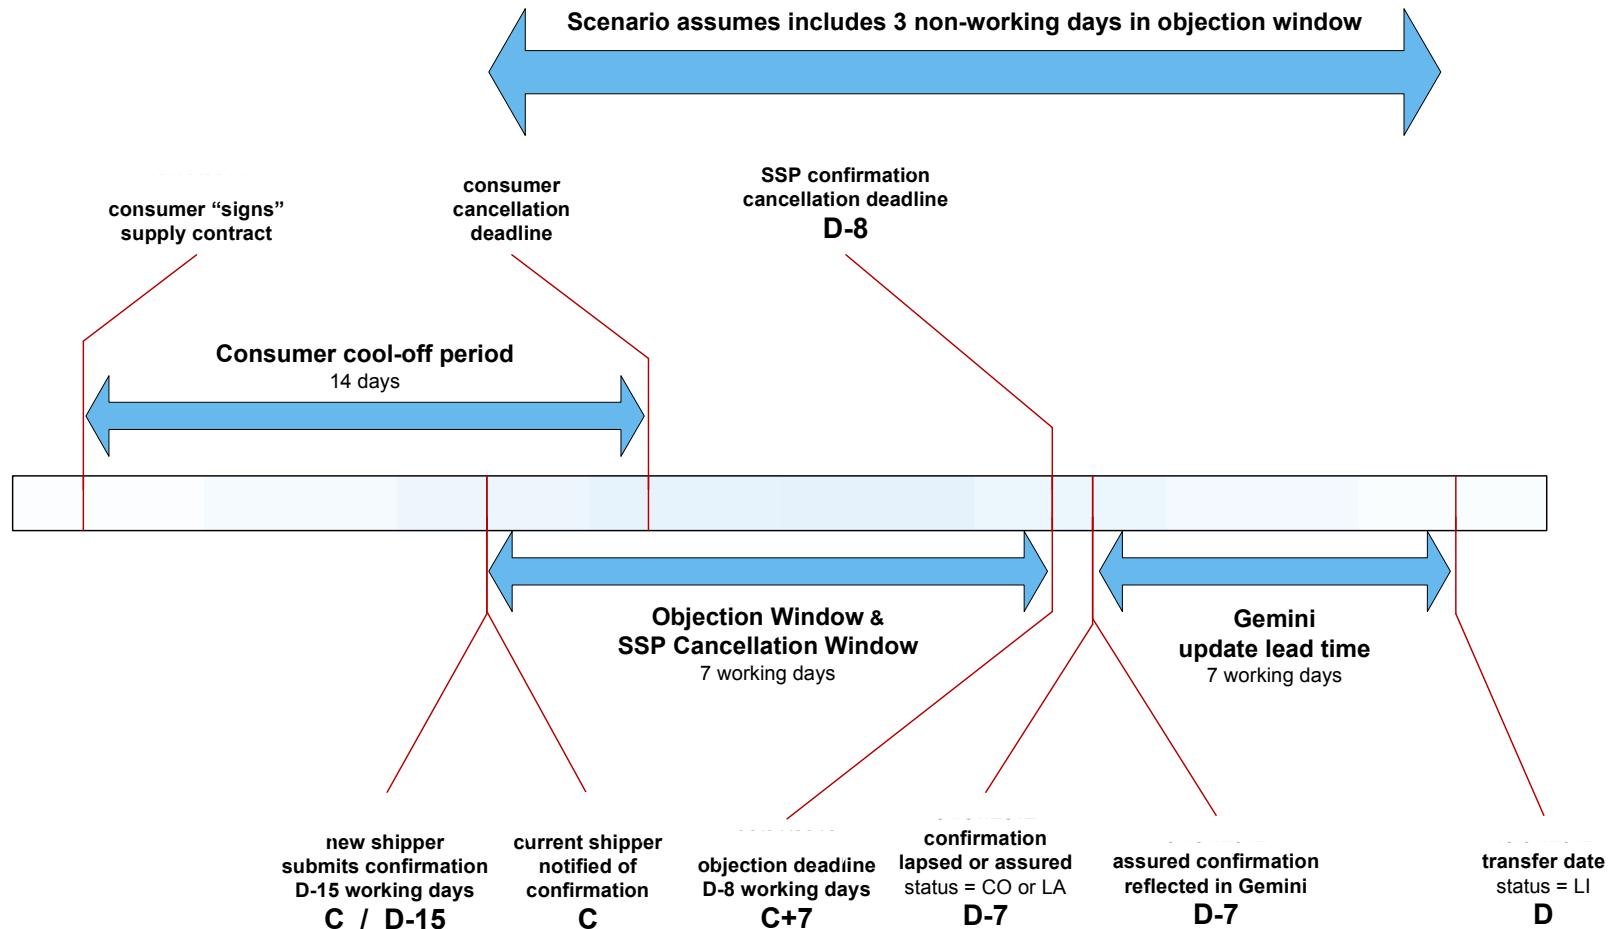 Scenario assumes includes 3 non-working days in objection window
consumer “signs”
supply contract
consumer
cancellation
deadline
SSP confirmation
cancellation deadline
D-8
Consumer cool-off period
14 days
Objection Window &
SSP Cancellation Window
7 working days
Gemini
update lead time
7 working days
new shipper
submits confirmation
D-15 working days
C / D-15
current shipper
notified of
confirmation
C
objection deadline
D-8 working days
C+7
confirmation
lapsed or assured
status = CO or LA
D-7
assured confirmation
reflected in Gemini
D-7
transfer date
status = LI
D